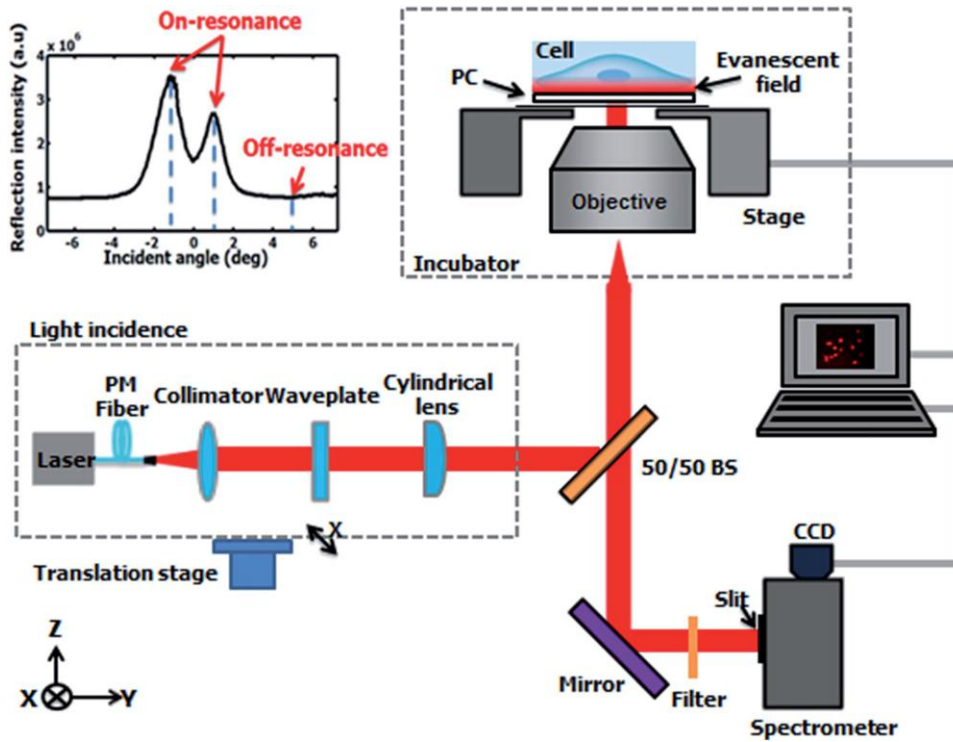 On-resonance
Off-resonance
x 10⁶
4
3
2
1
0
-6 -4 -2 0 2 4 6
Reflection intensity (a.u)
Incident angle (deg)
Cell
PC
Evanescent
field
Objective
Stage
Incubator
Light incidence
PM
Fiber
Collimator
Waveplate
Cylindrical
lens
Laser
50/50 BS
X
Translation stage
CCD
Slit
Z
X
Y
Mirror
Filter
Spectrometer